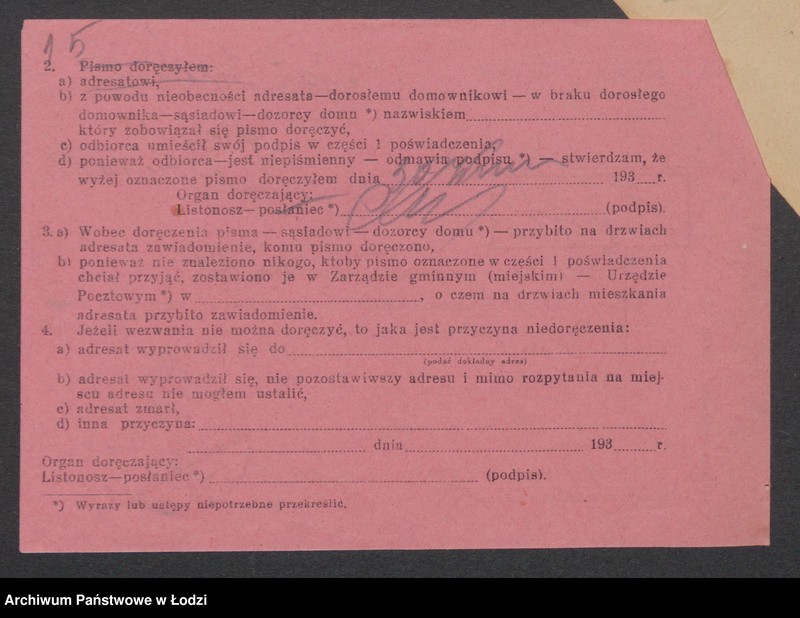 15
2. Pismo doręczyłem:
a) adresatowi,
b) z powodu nieobecności adresata—dorosłemu domownikowi — w braku dorosłego
domownika—sąsiadowi—dozorcy domu *) nazwiskiem
który zobowiązał się pismo doręczyć,
c) odbiorca umieścił swój podpis w części 1 poświadczenia,
d) ponieważ odbiorca—jest niepiśmienny — odmawia podpisu *) — stwierdzam, że
wyżej oznaczone pismo doręczyłem dnia 193 r.
Organ doręczający:
Listonosz—posłaniec *) (podpis).
3. a) Wobec doręczenia pisma — sąsiadowi — dozorcy domu *) — przybito na drzwiach
adresata zawiadomienie, komu pismo doręczono,
b) ponieważ nie znaleziono nikogo, ktoby pismo oznaczone w części 1 poświadczenia
chciał przyjąć, zostawiono je w Zarządzie gminnym (miejskim) — Urzędzie
Pocztowym *) w , o czem na drzwiach mieszkania
adresata przybito zawiadomienie.
4. Jeżeli wezwania nie można doręczyć, to jaka jest przyczyna niedoręczenia:
a) adresat wyprowadził się do
(podać dokładny adres)
b) adresat wyprowadził się, nie pozostawiwszy adresu i mimo rozpytania na miej-
scu adresu nie mogłem ustalić,
c) adresat zmarł,
d) inna przyczyna:
dnia 193 r.
Organ doręczający:
Listonosz—posłaniec *) (podpis).
*) Wyrazy lub ustępy niepotrzebne przekreślić.
Archiwum Państwowe w Łodzi